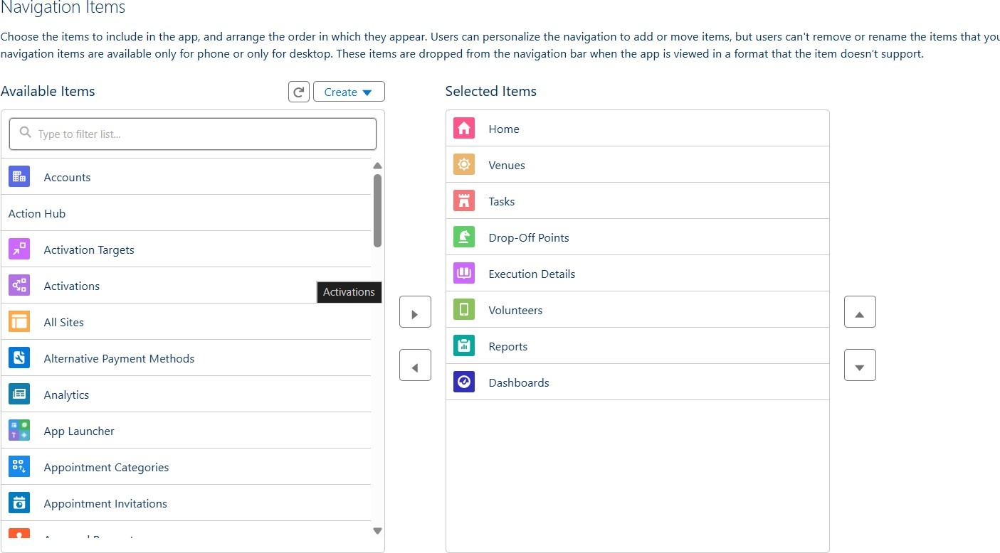 Navigation Items
Choose the items to include in the app, and arrange the order in which they appear. Users can personalize the navigation to add or move items, but users can't remove or rename the items that you
navigation items are available only for phone or only for desktop. These items are dropped from the navigation bar when the app is viewed in a format that the item doesn’t support.
Available Items
Create
Type to filter list...
Accounts
Action Hub
Activation Targets
Activations
Activations
All Sites
Alternative Payment Methods
Analytics
App Launcher
Appointment Categories
Appointment Invitations
Selected Items
Home
Venues
Tasks
Drop-Off Points
Execution Details
Volunteers
Reports
Dashboards